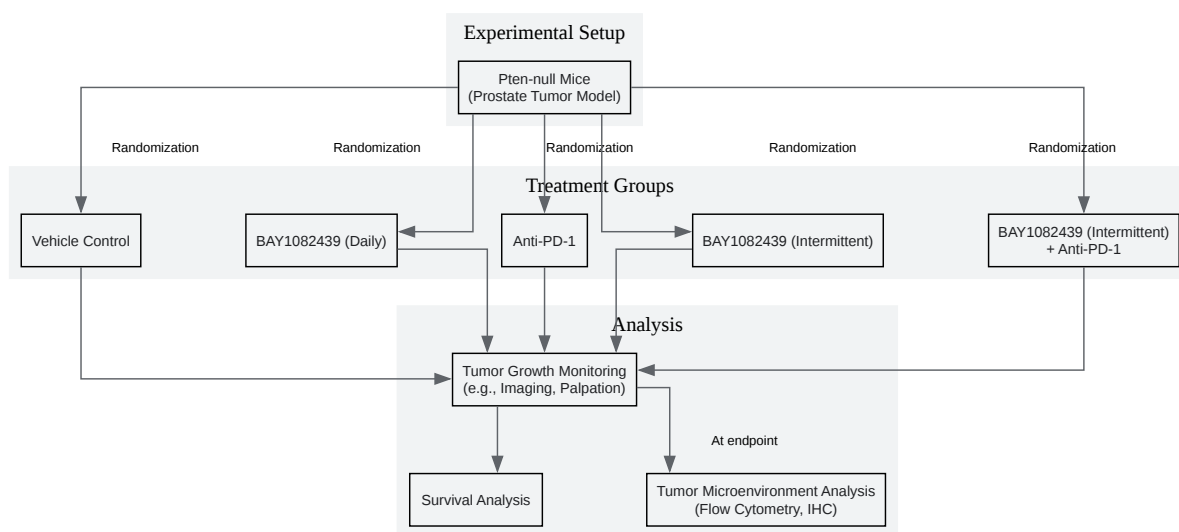 Experimental Setup
Pten-null Mice
(Prostate Tumor Model)
Randomization
Randomization
Randomization
Randomization
Randomization
Treatment Groups
Vehicle Control
BAY1082439 (Daily)
Anti-PD-1
BAY1082439 (Intermittent)
BAY1082439 (Intermittent)
+ Anti-PD-1
Analysis
Tumor Growth Monitoring
(e.g., Imaging, Palpation)
At endpoint
Survival Analysis
Tumor Microenvironment Analysis
(Flow Cytometry, IHC)